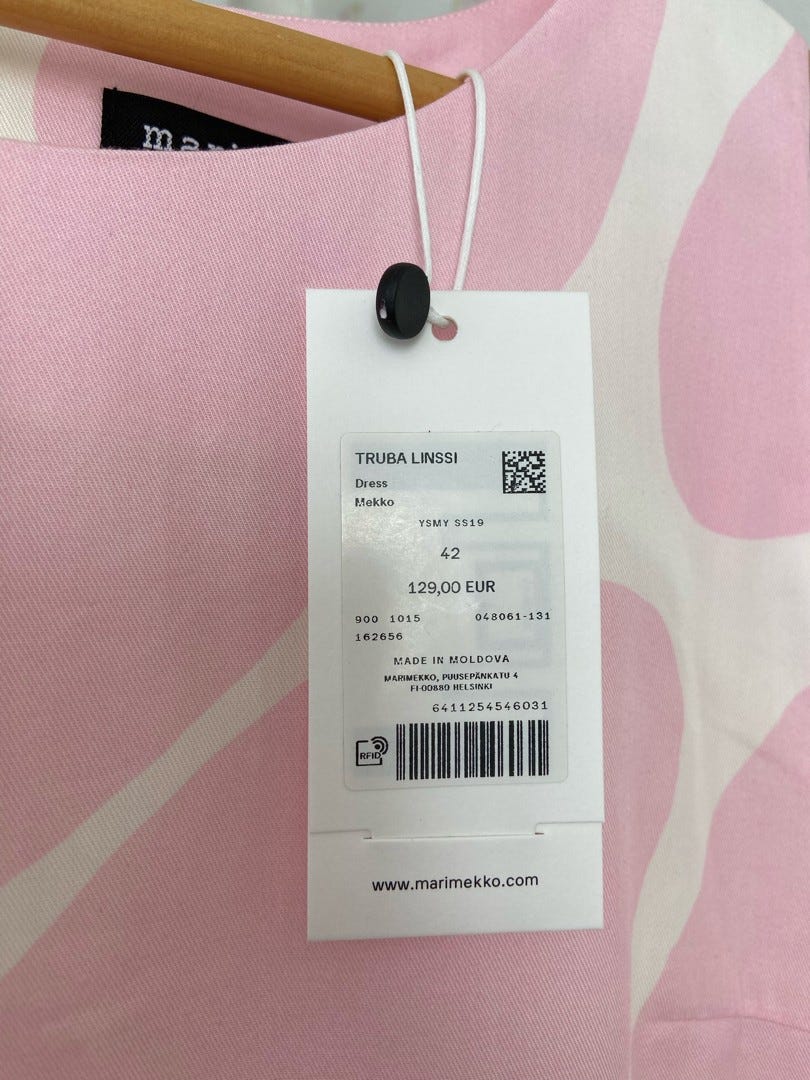 TRUBA LINSSI
Dress
Mekko
YSMY SS19
42
129,00 EUR
900 1015 048061-131
162656
MADE IN MOLDOVA
MARIMEKKO, PUUSEPÄNKATU 4
FI-00880 HELSINKI
6411254546031
RFID
www.marimekko.com